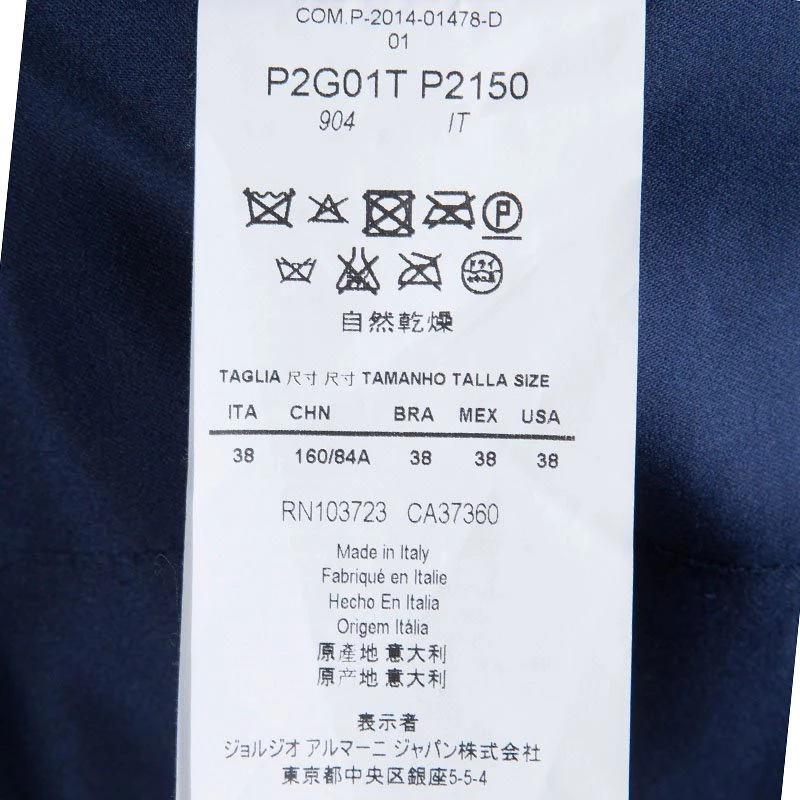 COM.P-2014-01478-D
01
P2G01T P2150
904 IT
P
ドライ
自然乾燥
TAGLIA 尺寸 尺寸 TAMANHO TALLA SIZE
ITA CHN BRA MEX USA
38 160/84A 38 38 38
RN103723 CA37360
Made in Italy
Fabriqué en Italie
Hecho En Italia
Origem Itália
原產地 意大利
原产地 意大利
表示者
ジョルジオ アルマーニ ジャパン株式会社
東京都中央区銀座5-5-4